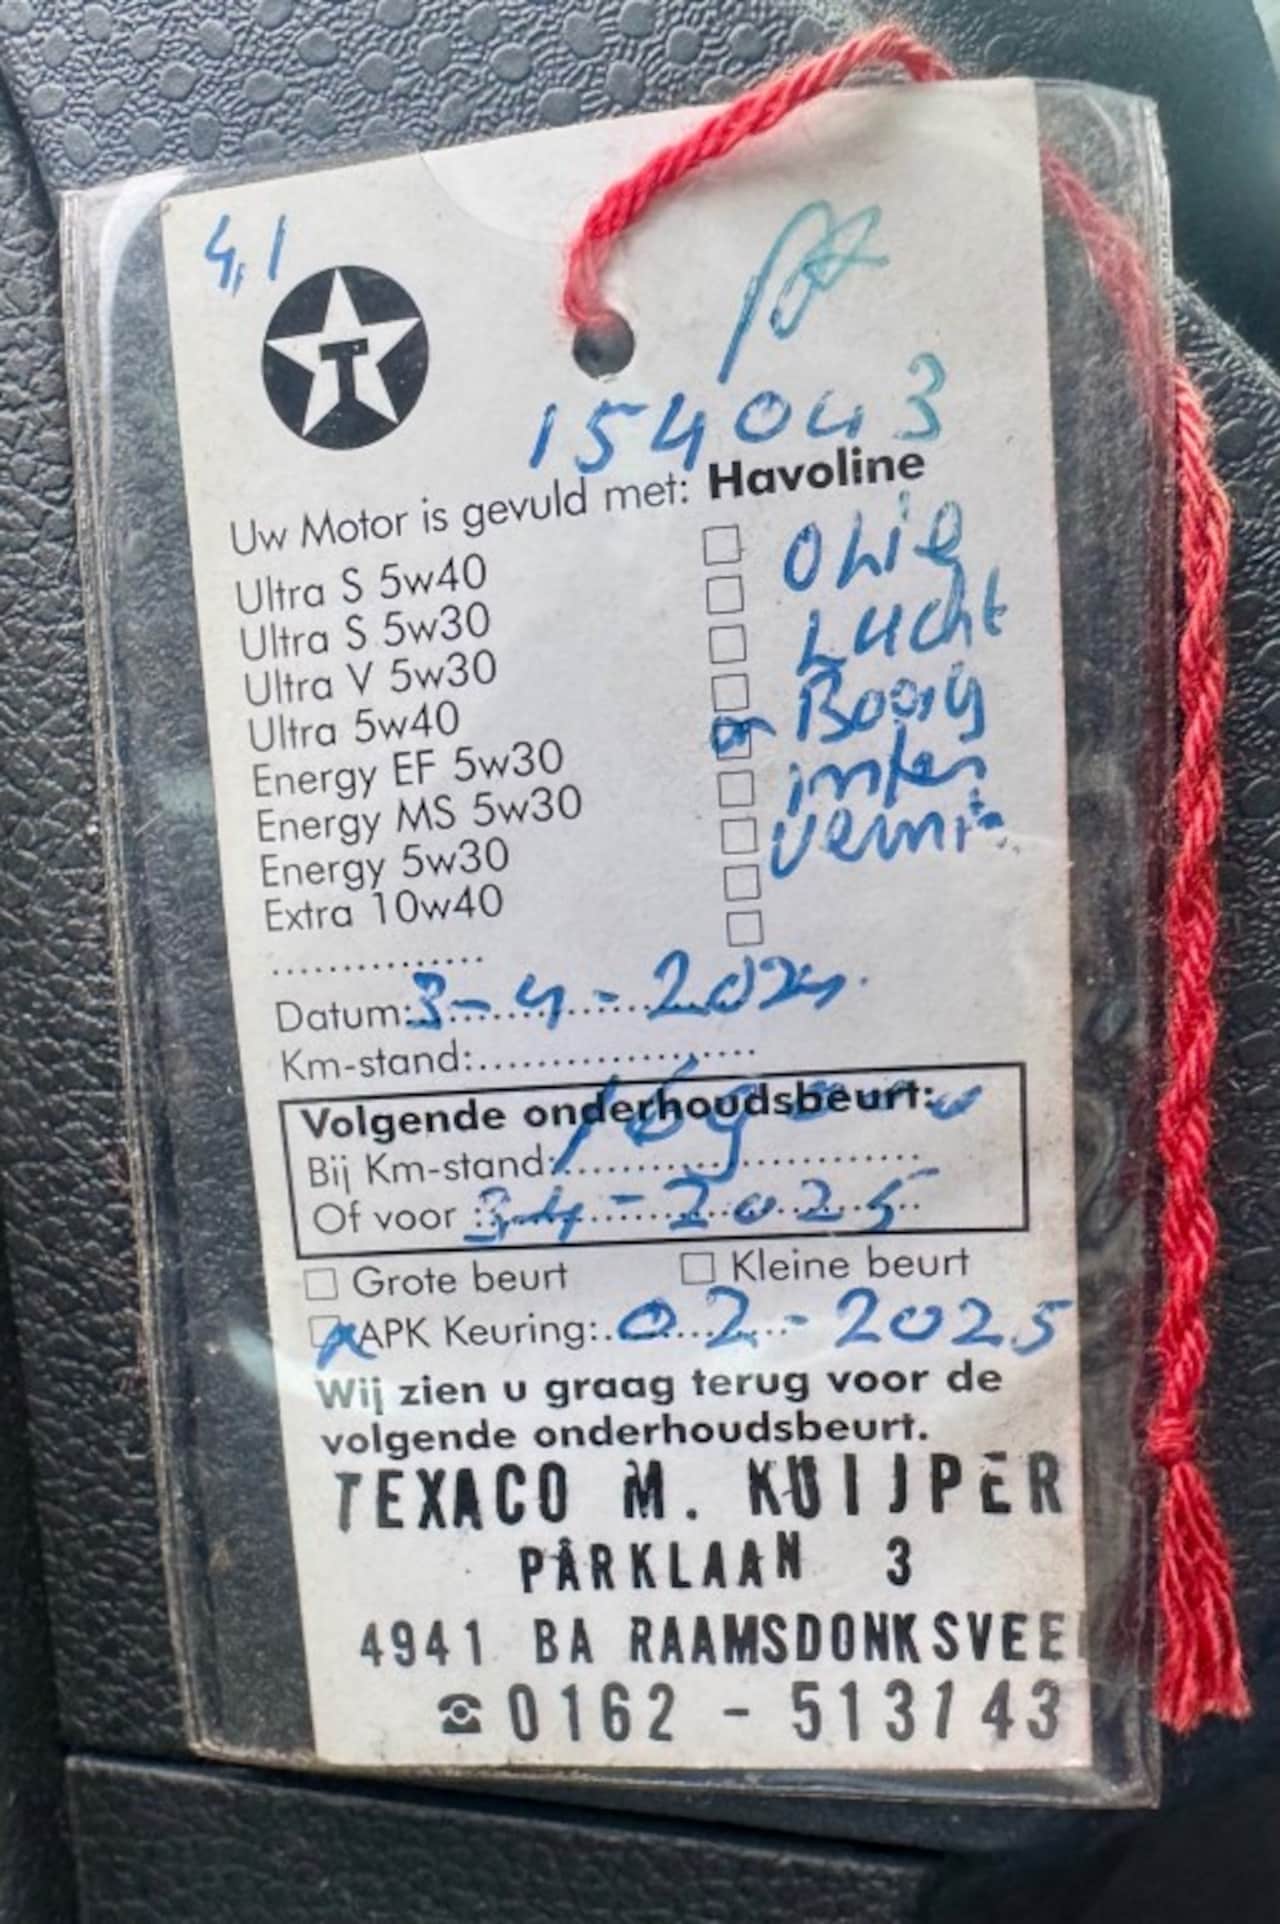 4,1
T
154043
Uw Motor is gevuld met: Havoline
Ultra S 5w40
Olie
Ultra S 5w30
Ultra V 5w30
Lucht
Ultra 5w40
Energy EF 5w30
Energy MS 5w30
inter
Energy 5w30
Extra 10w40
...............
Datum: 3-4-2024
Km-stand:....................
Volgende onderhoudsbeurt:
Bij Km-stand: 169000
Of voor 3-4-2025
Grote beurt Kleine beurt
x APK Keuring: 02-2025
Wij zien u graag terug voor de
volgende onderhoudsbeurt.
TEXACO M. KUIJPER
PARKLAAN 3
4941 BA RAAMSDONKSVEE
☎ 0162 - 513143